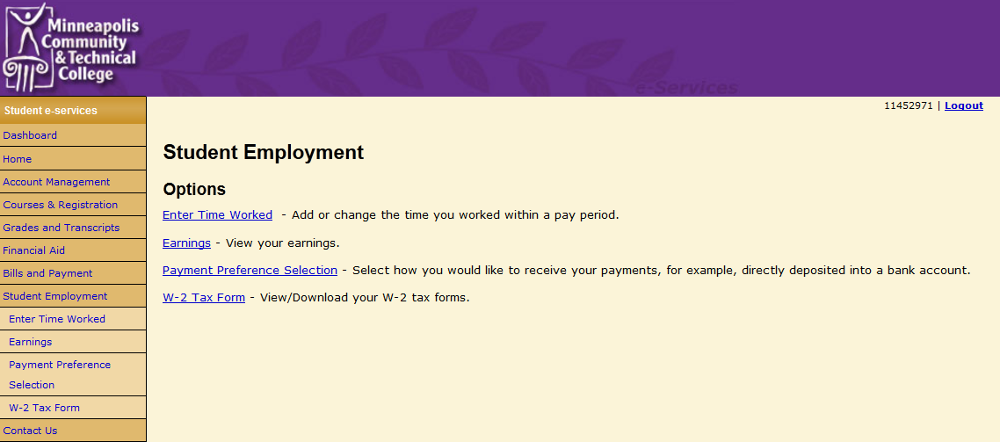 Minneapolis
Community
& Technical
College
e-Services
Student e-services
11452971 | Logout
Dashboard
Home
Account Management
Courses & Registration
Grades and Transcripts
Financial Aid
Bills and Payment
Student Employment
Enter Time Worked
Earnings
Payment Preference
Selection
W-2 Tax Form
Contact Us
Student Employment
Options
Enter Time Worked - Add or change the time you worked within a pay period.
Earnings - View your earnings.
Payment Preference Selection - Select how you would like to receive your payments, for example, directly deposited into a bank account.
W-2 Tax Form - View/Download your W-2 tax forms.